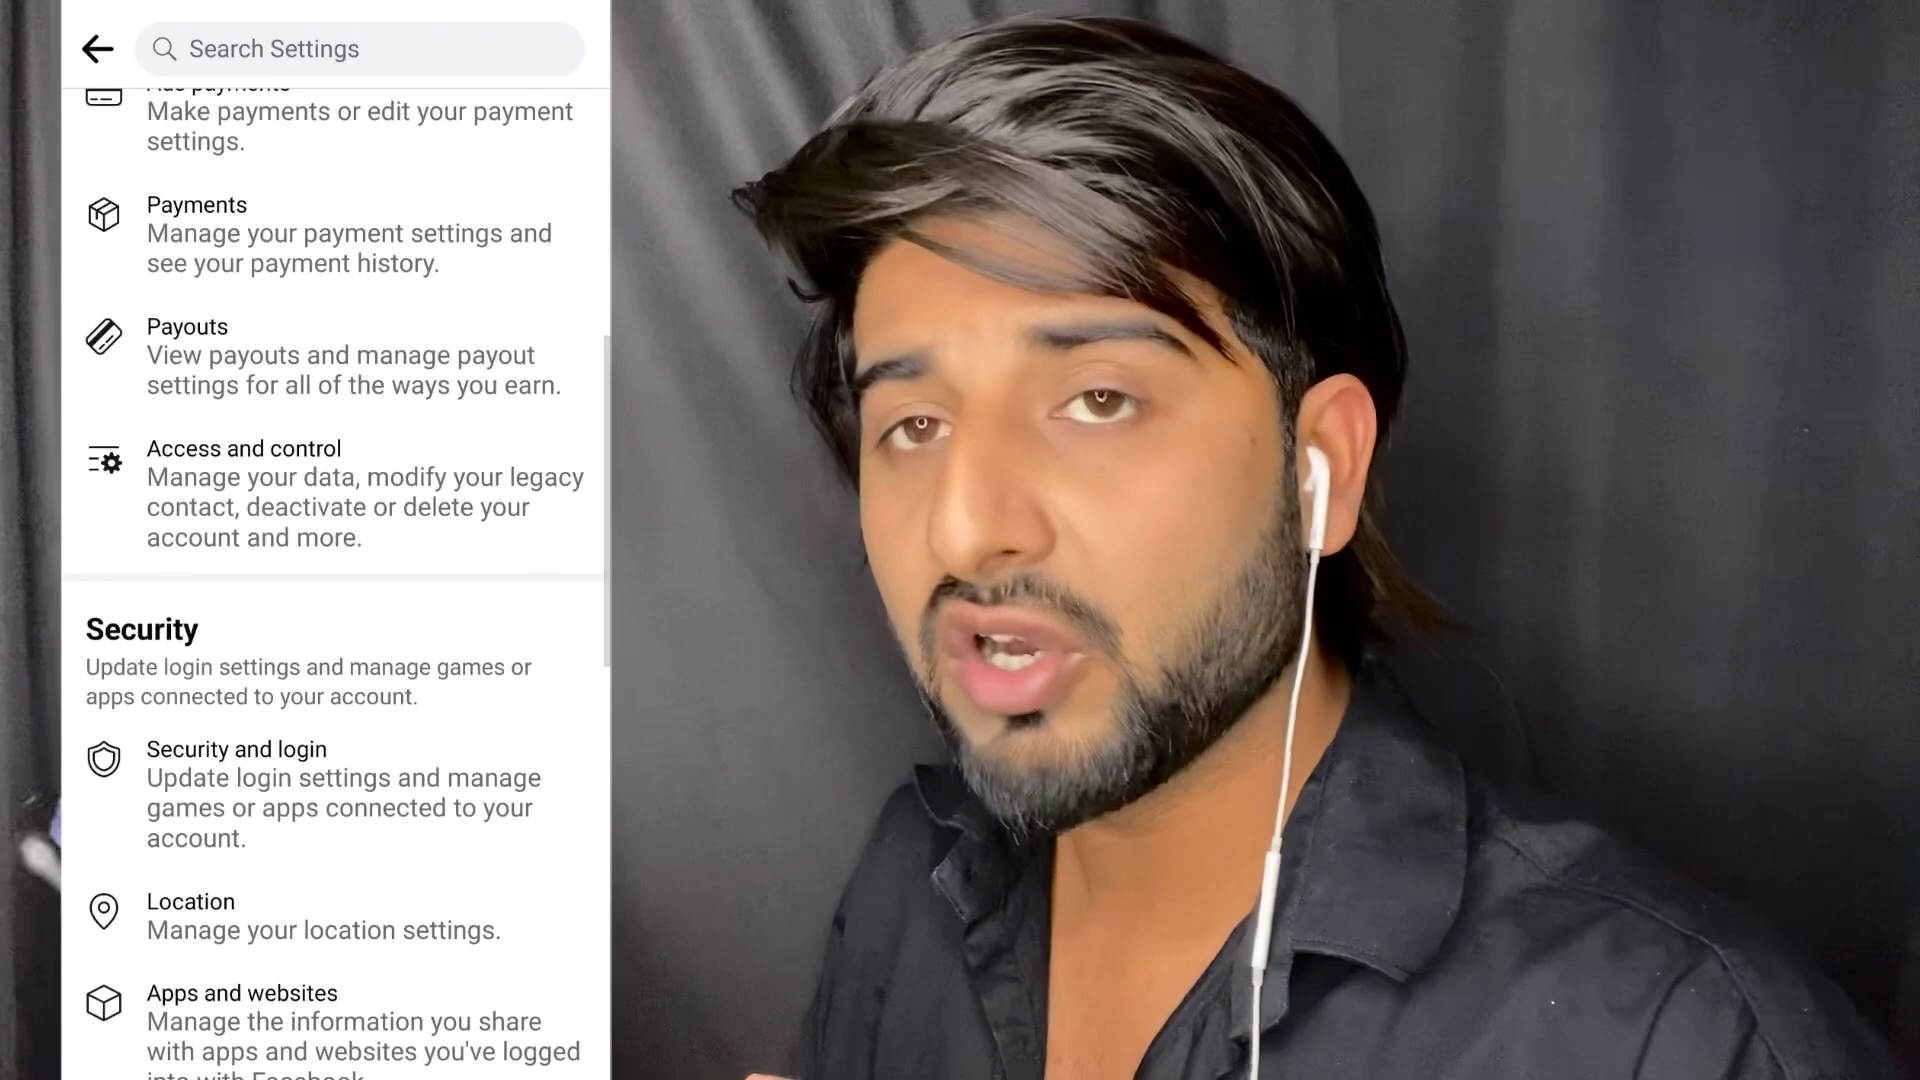 Search Settings
Ads payments
Make payments or edit your payment
settings.
Payments
Manage your payment settings and
see your payment history.
Payouts
View payouts and manage payout
settings for all of the ways you earn.
Access and control
Manage your data, modify your legacy
contact, deactivate or delete your
account and more.
Security
Update login settings and manage games or
apps connected to your account.
Security and login
Update login settings and manage
games or apps connected to your
account.
Location
Manage your location settings.
Apps and websites
Manage the information you share
with apps and websites you've logged
into with Facebook